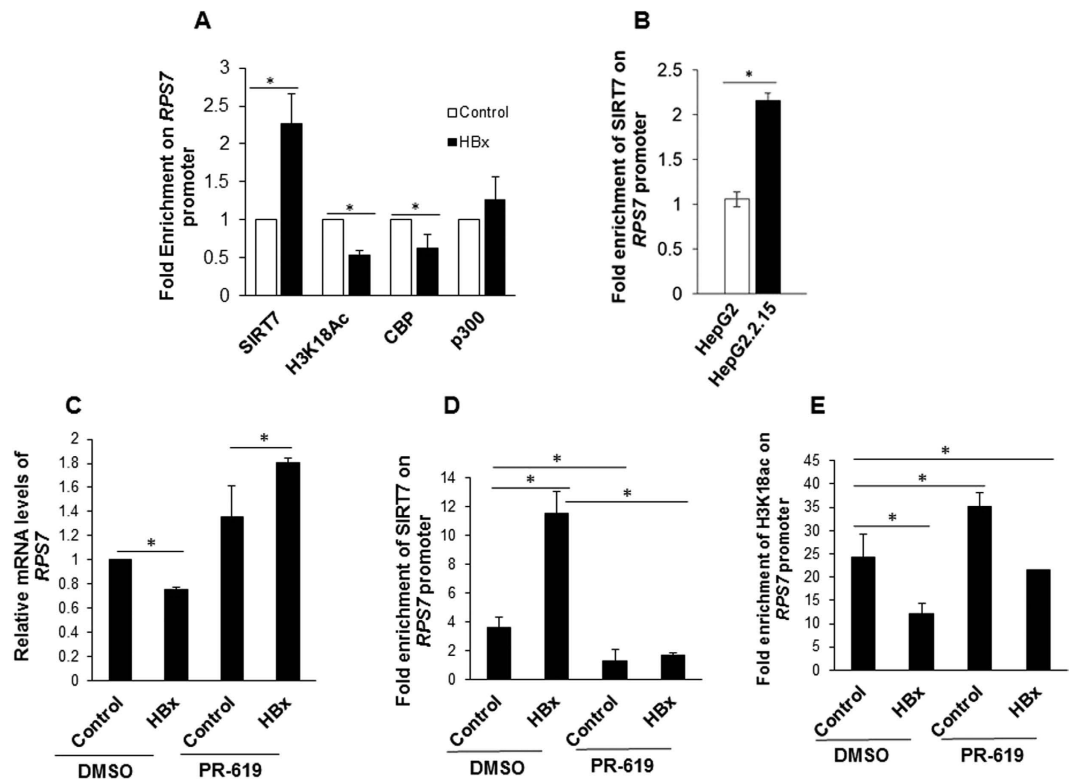 A
Fold Enrichment on RPS7
promoter
3
2.5
2
1.5
1
0.5
0
*
*
*
Control
HBx
SIRT7
H3K18Ac
CBP
p300
B
Fold enrichment of SIRT7 on
RPS7 promoter
2.5
2
1.5
1
0.5
0
*
HepG2
HepG2.2.15
C
Relative mRNA levels of
RPS7
2
1.8
1.6
1.4
1.2
1
0.8
0.6
0.4
0.2
0
*
*
Control
HBx
Control
HBx
DMSO
PR-619
D
Fold enrichment of SIRT7 on
RPS7 promoter
14
12
10
8
6
4
2
0
*
*
*
Control
HBx
Control
HBx
DMSO
PR-619
E
Fold enrichment of H3K18ac on
RPS7 promoter
45
40
35
30
25
20
15
10
5
0
*
*
*
Control
HBx
Control
HBx
DMSO
PR-619